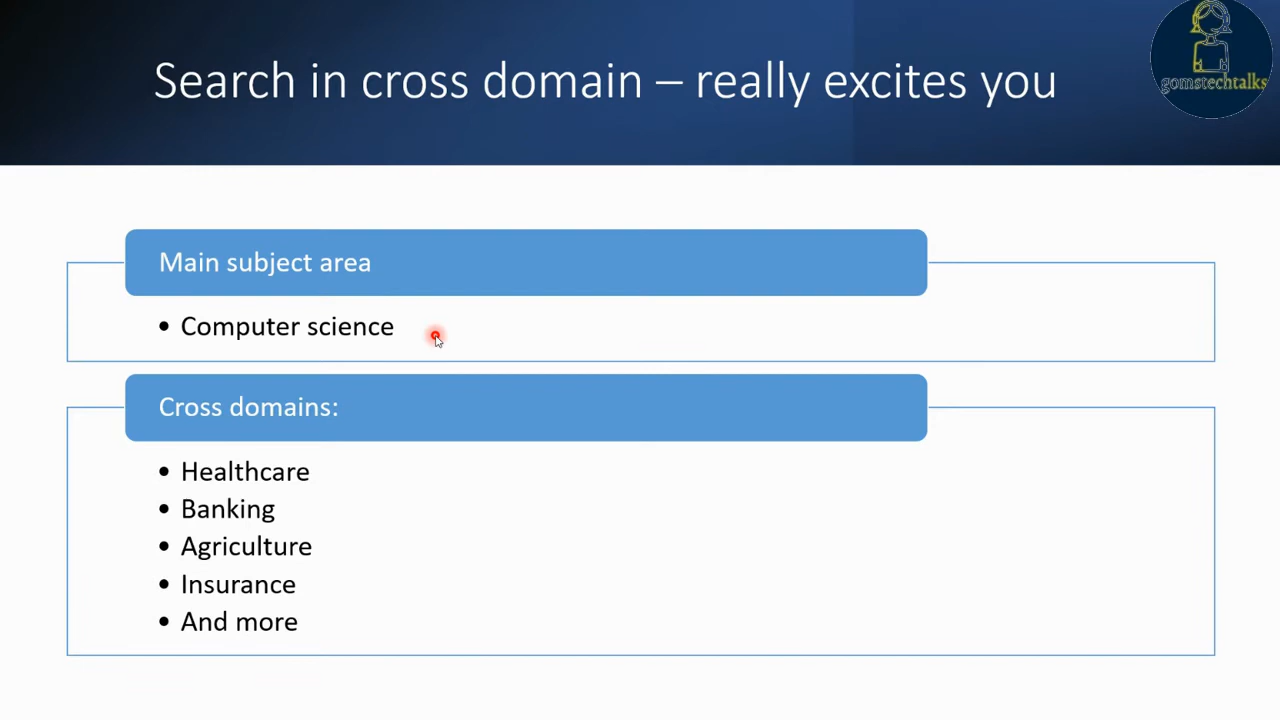 Search in cross domain – really excites you
gomstechtalks
Main subject area
• Computer science
Cross domains:
• Healthcare
• Banking
• Agriculture
• Insurance
• And more